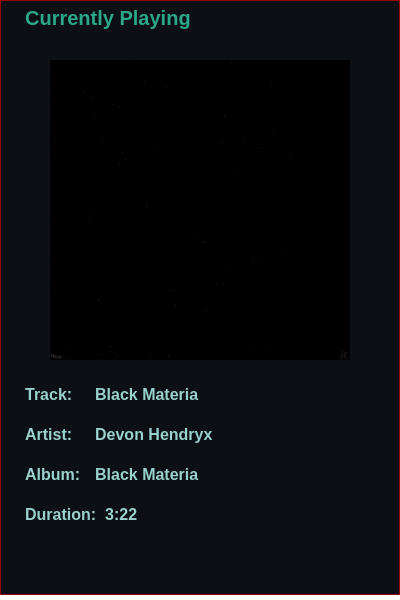 Currently Playing
Track: Black Materia
Artist: Devon Hendryx
Album: Black Materia
Duration: 3:22